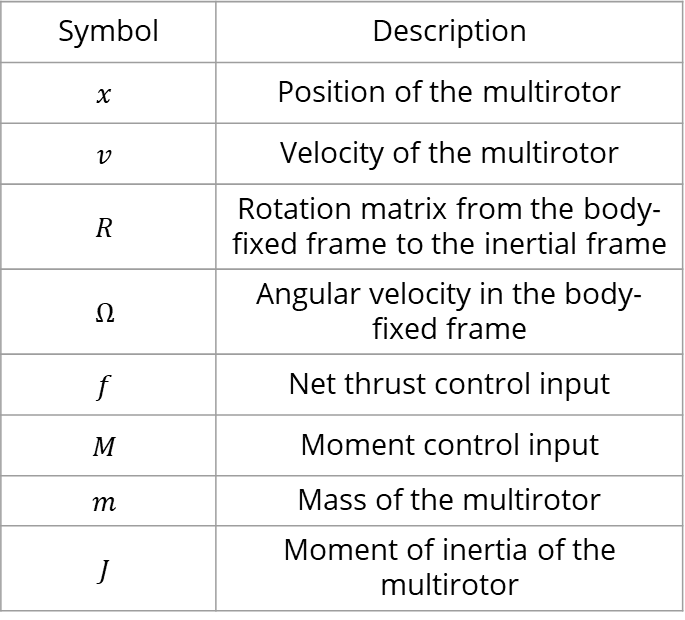 Symbol Description
x Position of the multirotor
v Velocity of the multirotor
R Rotation matrix from the body-
fixed frame to the inertial frame
Ω Angular velocity in the body-
fixed frame
f Net thrust control input
M Moment control input
m Mass of the multirotor
J Moment of inertia of the
multirotor